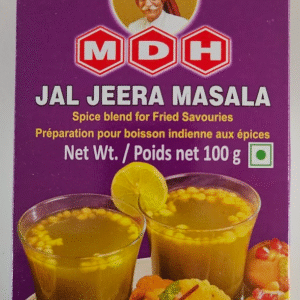 MDH
JAL JEERA MASALA
Spice blend for Fried Savouries
Préparation pour boisson indienne aux épices
Net Wt. / Poids net 100 g